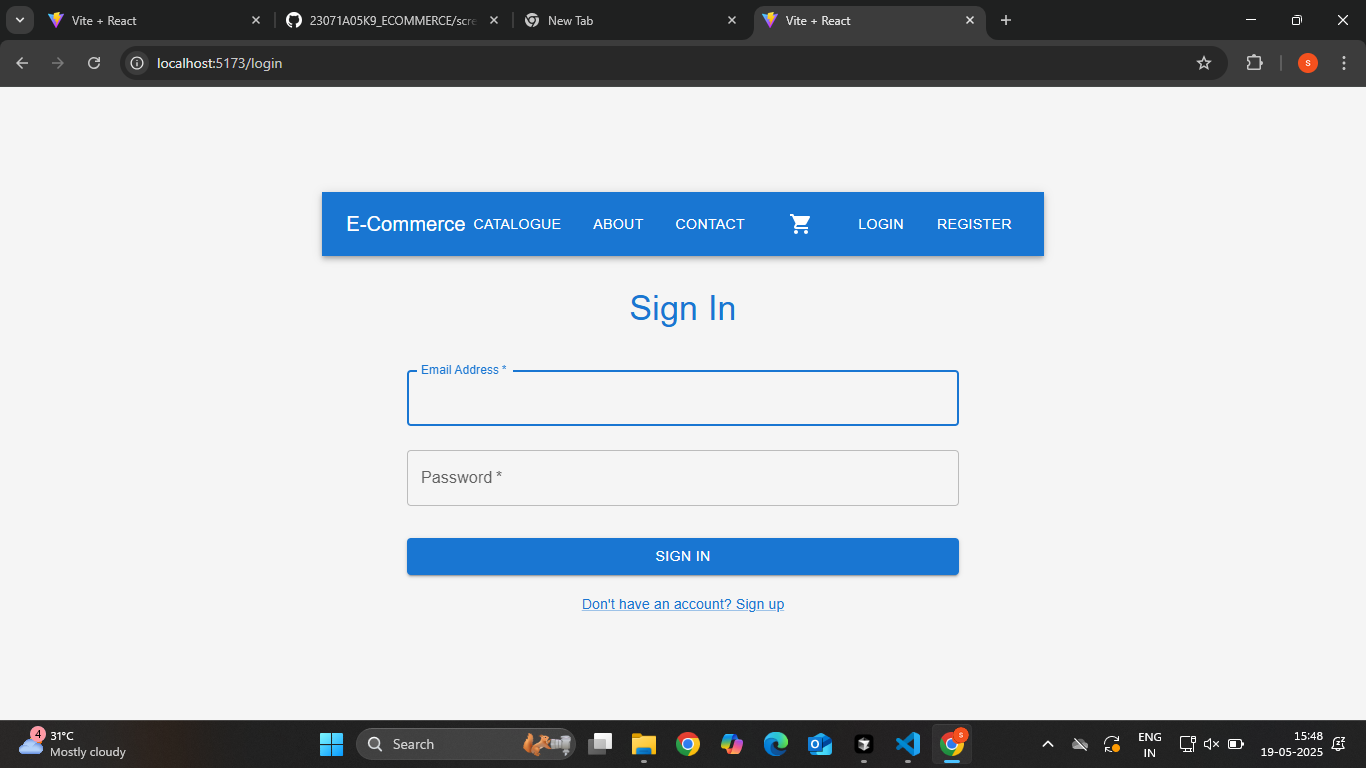 Vite + React
23071A05K9_ECOMMERCE/scre
New Tab
Vite + React
localhost:5173/login
s
E-Commerce CATALOGUE ABOUT CONTACT LOGIN REGISTER
Sign In
Email Address *
Password *
SIGN IN
Don't have an account? Sign up
4
31°C
Mostly cloudy
Search
s
ENG
IN
15:48
19-05-2025